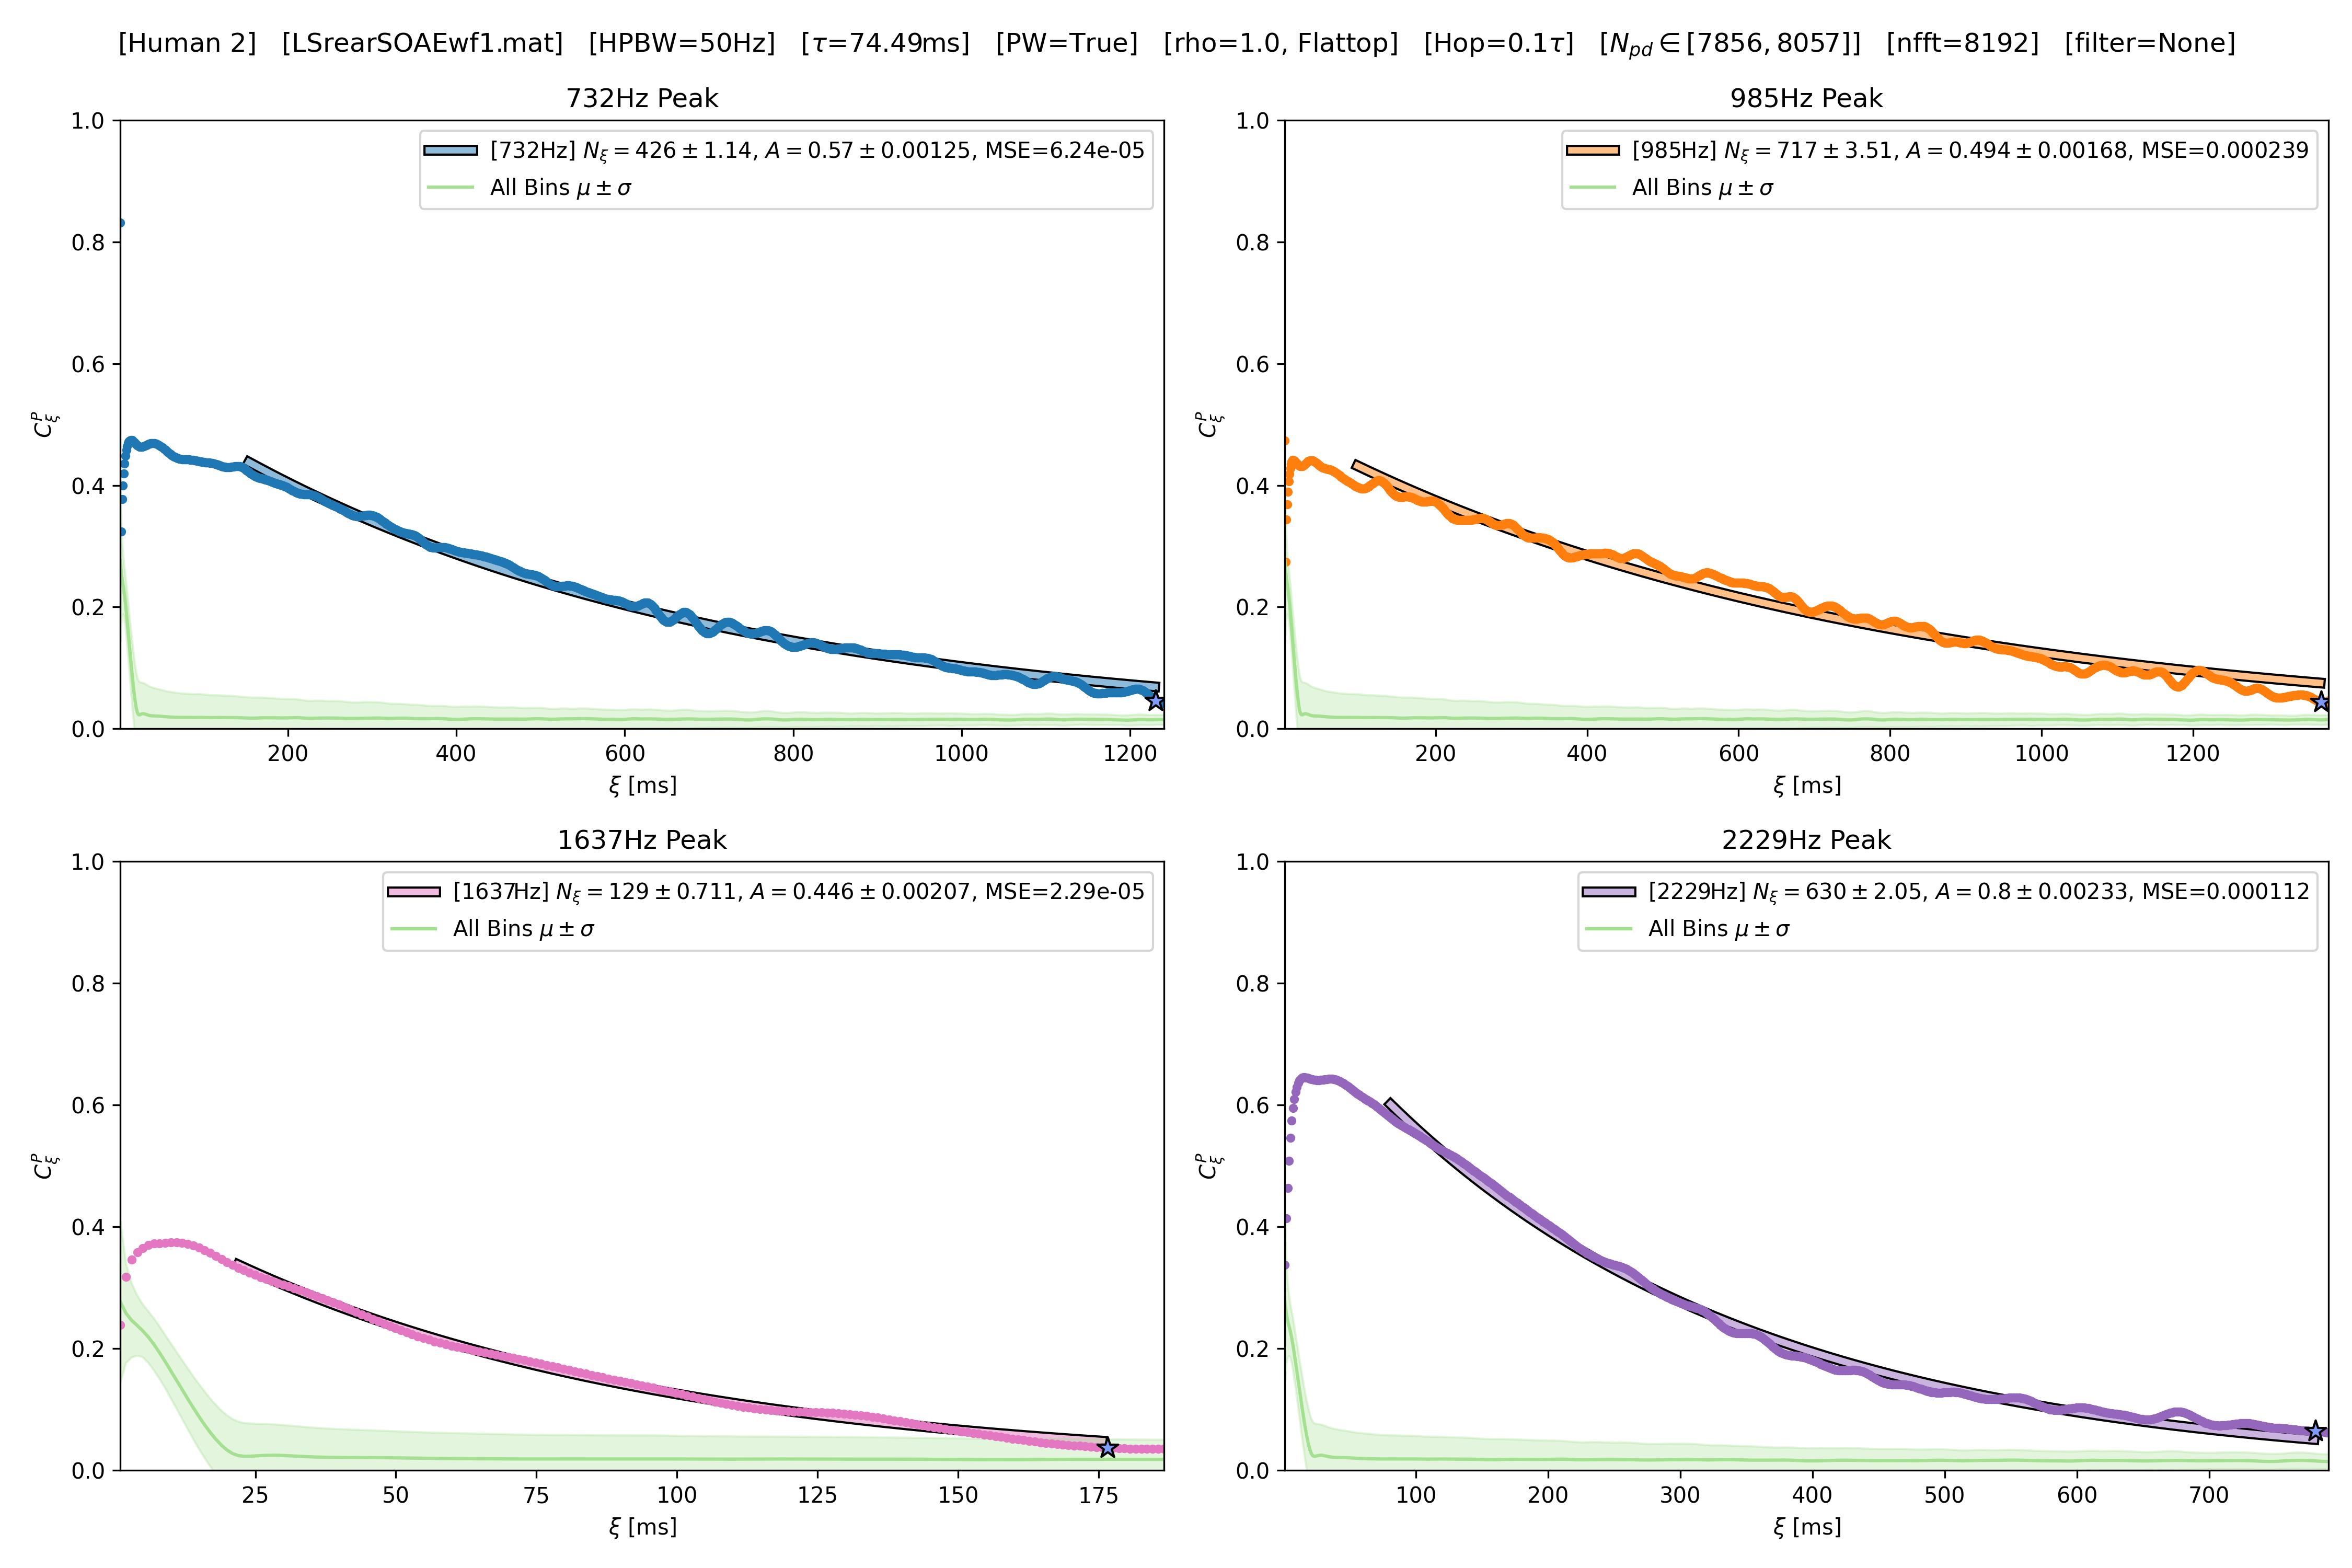 [Human 2] [LSrearSOAEwf1.mat] [HPBW=50Hz] [τ=74.49ms] [PW=True] [rho=1.0, Flattop] [Hop=0.1τ] [N_pd ∈ [7856, 8057]] [nfft=8192] [filter=None]
732Hz Peak
[732Hz] N_ξ = 426 ± 1.14, A = 0.57 ± 0.00125, MSE=6.24e-05
All Bins μ ± σ
1.0
0.8
0.6
0.4
0.2
0.0
C^P_ξ
200 400 600 800 1000 1200
ξ [ms]
985Hz Peak
[985Hz] N_ξ = 717 ± 3.51, A = 0.494 ± 0.00168, MSE=0.000239
All Bins μ ± σ
1.0
0.8
0.6
0.4
0.2
0.0
C^P_ξ
200 400 600 800 1000 1200
ξ [ms]
1637Hz Peak
[1637Hz] N_ξ = 129 ± 0.711, A = 0.446 ± 0.00207, MSE=2.29e-05
All Bins μ ± σ
1.0
0.8
0.6
0.4
0.2
0.0
C^P_ξ
25 50 75 100 125 150 175
ξ [ms]
2229Hz Peak
[2229Hz] N_ξ = 630 ± 2.05, A = 0.8 ± 0.00233, MSE=0.000112
All Bins μ ± σ
1.0
0.8
0.6
0.4
0.2
0.0
C^P_ξ
100 200 300 400 500 600 700
ξ [ms]